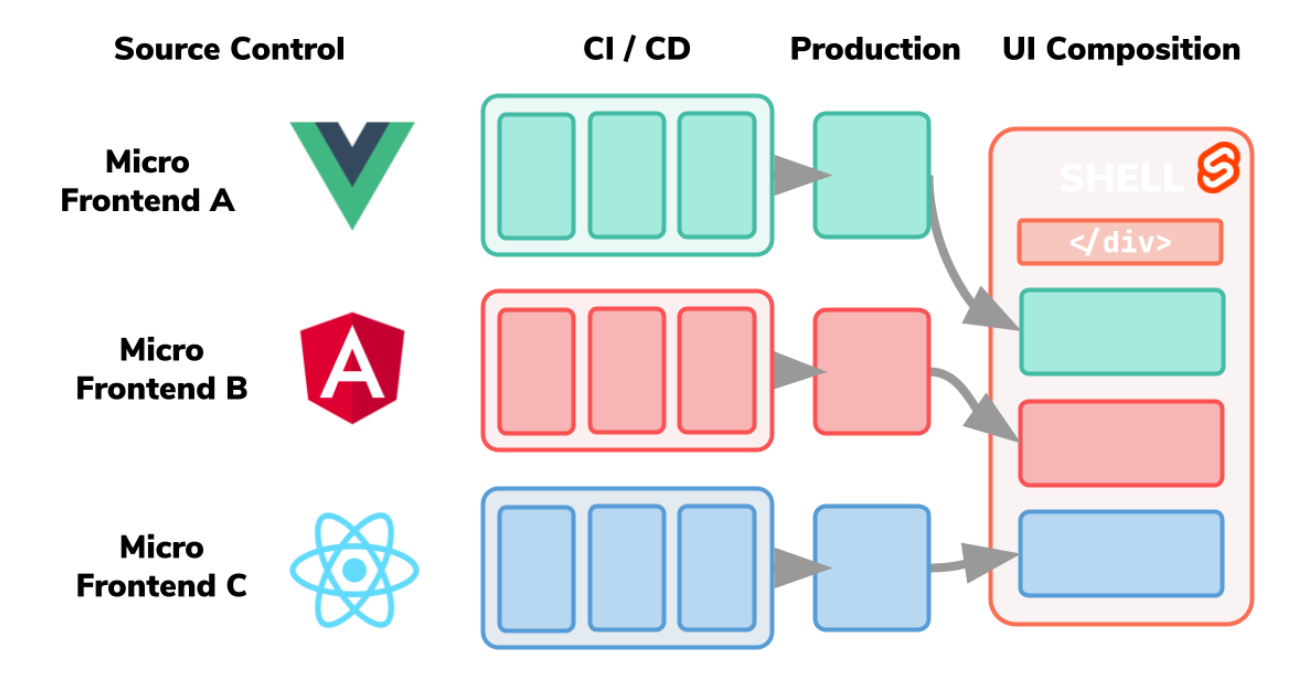 Source Control
CI / CD
Production
UI Composition
Micro
Frontend A
SHELL
</div>
Micro
Frontend B
Micro
Frontend C